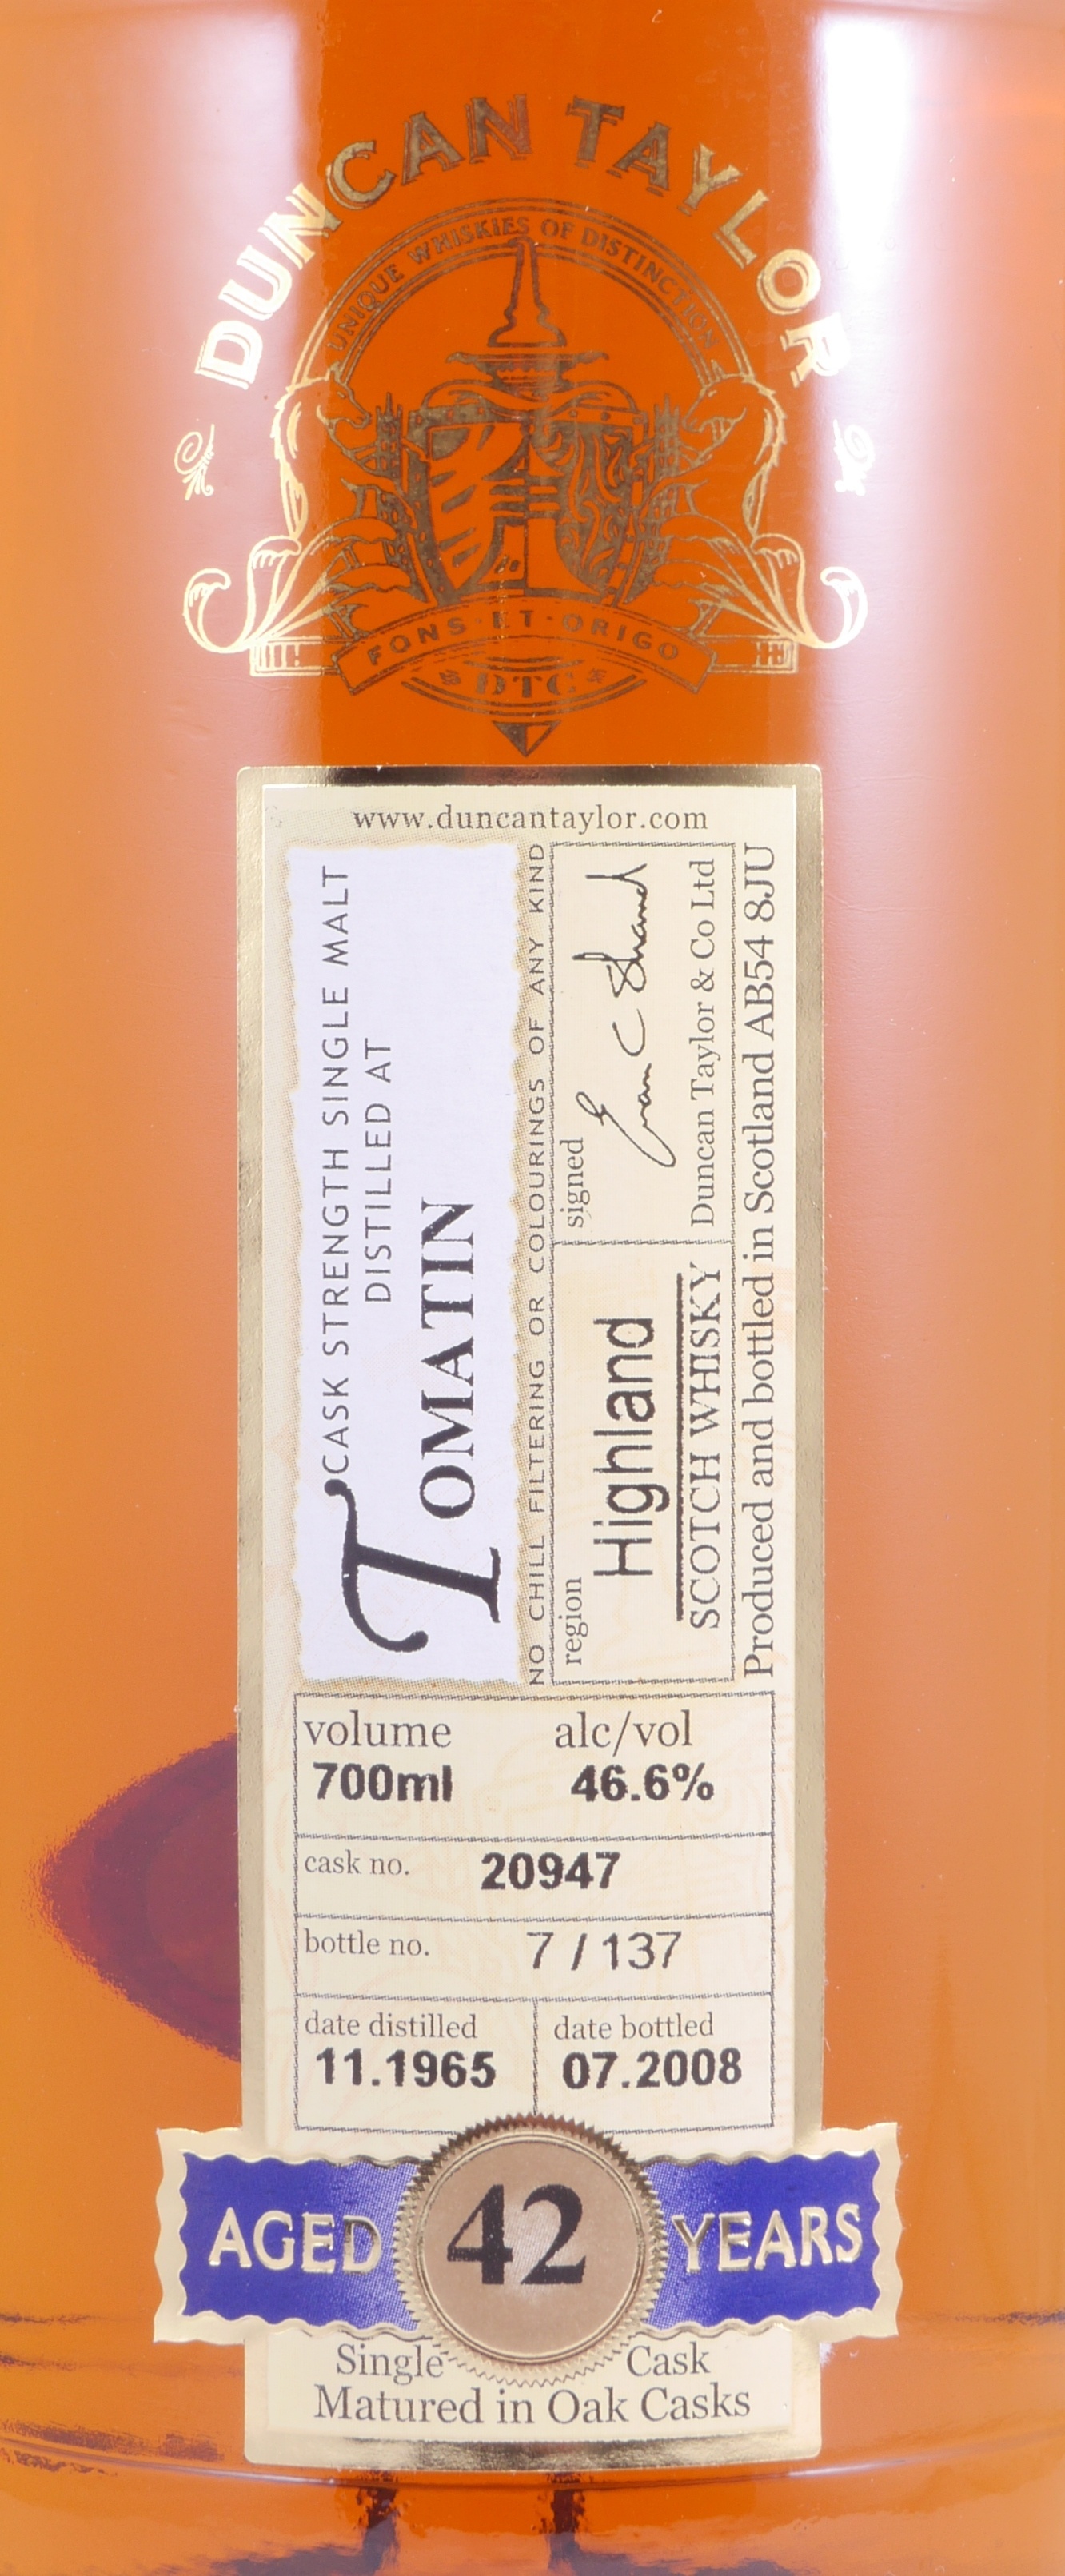 DUNCAN TAYLOR
UNIQUE WHISKIES OF DISTINCTION
FONS·ET·ORIGO
DTC
www.duncantaylor.com
CASK STRENGTH SINGLE MALT
DISTILLED AT
TOMATIN
NO CHILL FILTERING OR COLOURINGS OF ANY KIND
region
Highland
SCOTCH WHISKY
signed
Euan C Shand
Duncan Taylor & Co Ltd
Produced and bottled in Scotland AB54 8JU
volume alc/vol
700ml 46.6%
cask no. 20947
bottle no. 7 / 137
date distilled date bottled
11.1965 07.2008
AGED 42 YEARS
Single Cask
Matured in Oak Casks